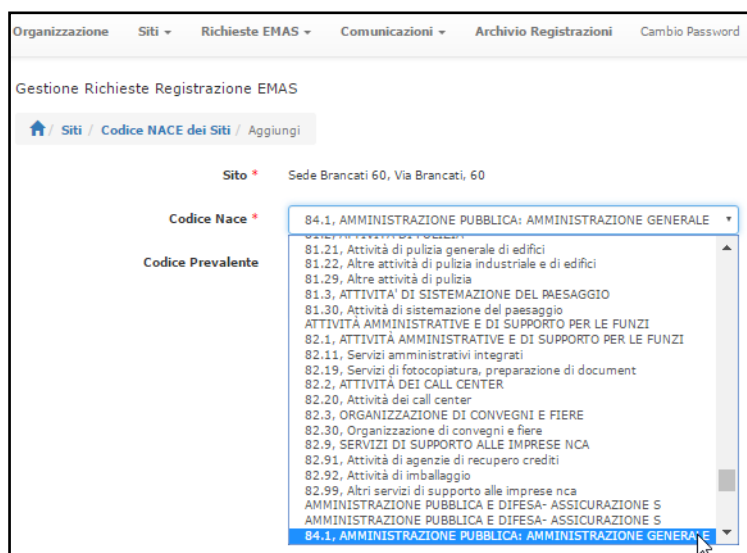 Organizzazione Siti Richieste EMAS Comunicazioni Archivio Registrazioni Cambio Password
Gestione Richieste Registrazione EMAS
/ Siti / Codice NACE dei Siti / Aggiungi
Sito * Sede Brancati 60, Via Brancati, 60
Codice Nace * 84.1, AMMINISTRAZIONE PUBBLICA: AMMINISTRAZIONE GENERALE
Codice Prevalente
81.2, ATTIVITÀ DI PULIZIA
81.21, Attività di pulizia generale di edifici
81.22, Altre attività di pulizia industriale e di edifici
81.29, Altre attività di pulizia
81.3, ATTIVITA' DI SISTEMAZIONE DEL PAESAGGIO
81.30, Attività di sistemazione del paesaggio
ATTIVITÀ AMMINISTRATIVE E DI SUPPORTO PER LE FUNZI
82.1, ATTIVITÀ AMMINISTRATIVE E DI SUPPORTO PER LE FUNZI
82.11, Servizi amministrativi integrati
82.19, Servizi di fotocopiatura, preparazione di document
82.2, ATTIVITÀ DEI CALL CENTER
82.20, Attività dei call center
82.3, ORGANIZZAZIONE DI CONVEGNI E FIERE
82.30, Organizzazione di convegni e fiere
82.9, SERVIZI DI SUPPORTO ALLE IMPRESE NCA
82.91, Attività di agenzie di recupero crediti
82.92, Attività di imballaggio
82.99, Altri servizi di supporto alle imprese nca
AMMINISTRAZIONE PUBBLICA E DIFESA- ASSICURAZIONE S
AMMINISTRAZIONE PUBBLICA E DIFESA- ASSICURAZIONE S
84.1, AMMINISTRAZIONE PUBBLICA: AMMINISTRAZIONE GENERALE